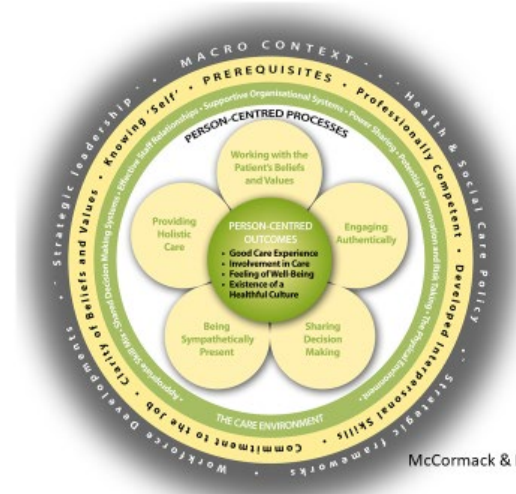 MACRO CONTEXT
Health & Social Care Policy
Strategic frameworks
Workforce Developments
Strategic leadership
PREREQUISITES
Professionally Competent
Developed Interpersonal Skills
Commitment to the Job
Clarity of Beliefs and Values
Knowing 'Self'
THE CARE ENVIRONMENT
Appropriate Skill Mix
Shared Decision Making Systems
Effective Staff Relationships
Supportive Organisational Systems
Power Sharing
Potential for Innovation and Risk Taking
The Physical Environment
PERSON-CENTRED PROCESSES
Working with the
Patient's Beliefs
and Values
Engaging
Authentically
Sharing
Decision
Making
Being
Sympathetically
Present
Providing
Holistic
Care
PERSON-CENTRED
OUTCOMES
• Good Care Experience
• Involvement in Care
• Feeling of Well-Being
• Existence of a
Healthful Culture
McCormack &